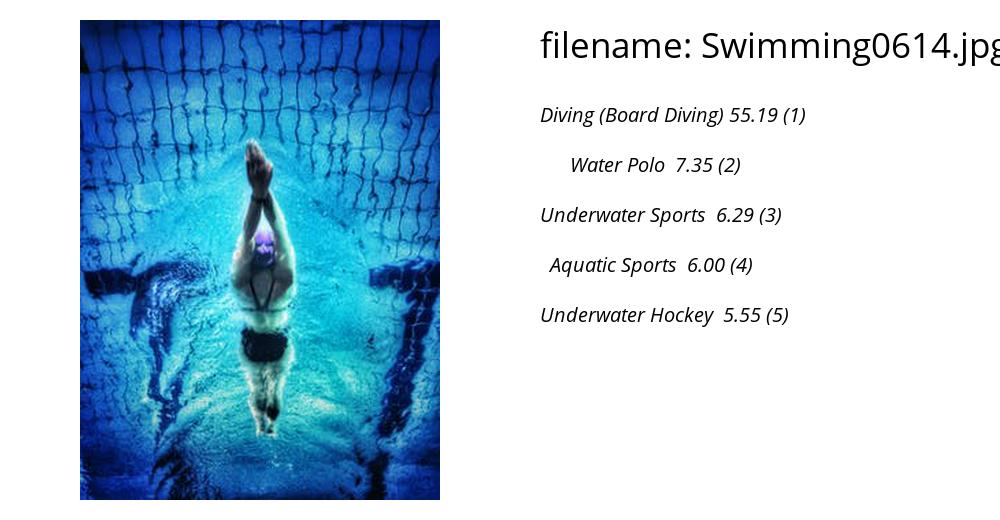 filename: Swimming0614.jpg
Diving (Board Diving) 55.19 (1)
Water Polo 7.35 (2)
Underwater Sports 6.29 (3)
Aquatic Sports 6.00 (4)
Underwater Hockey 5.55 (5)